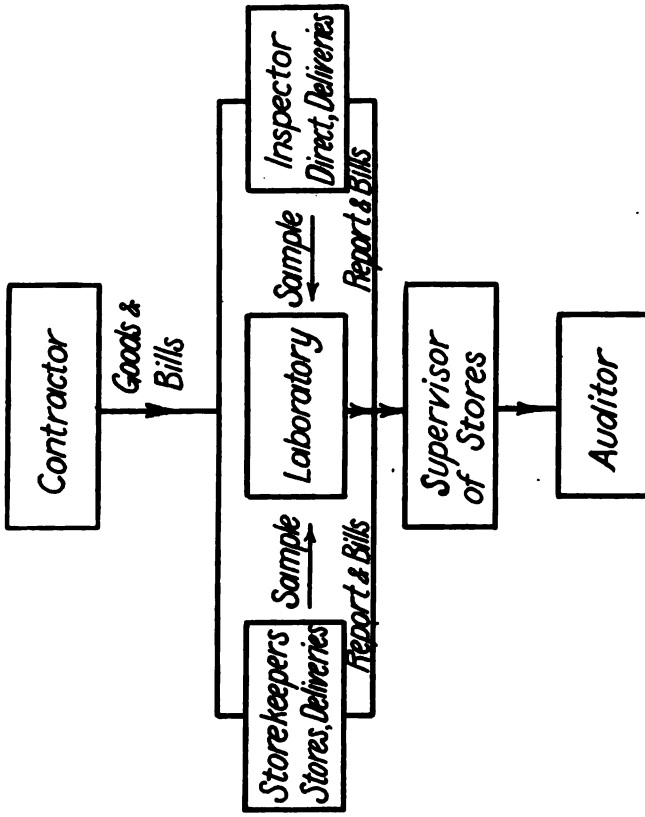 Contractor
Goods &
Bills
Storekeepers
Stores, Deliveries
Sample
Laboratory
Sample
Inspector
Direct, Deliveries
Report & Bills
Report & Bills
Supervisor
of Stores
Auditor